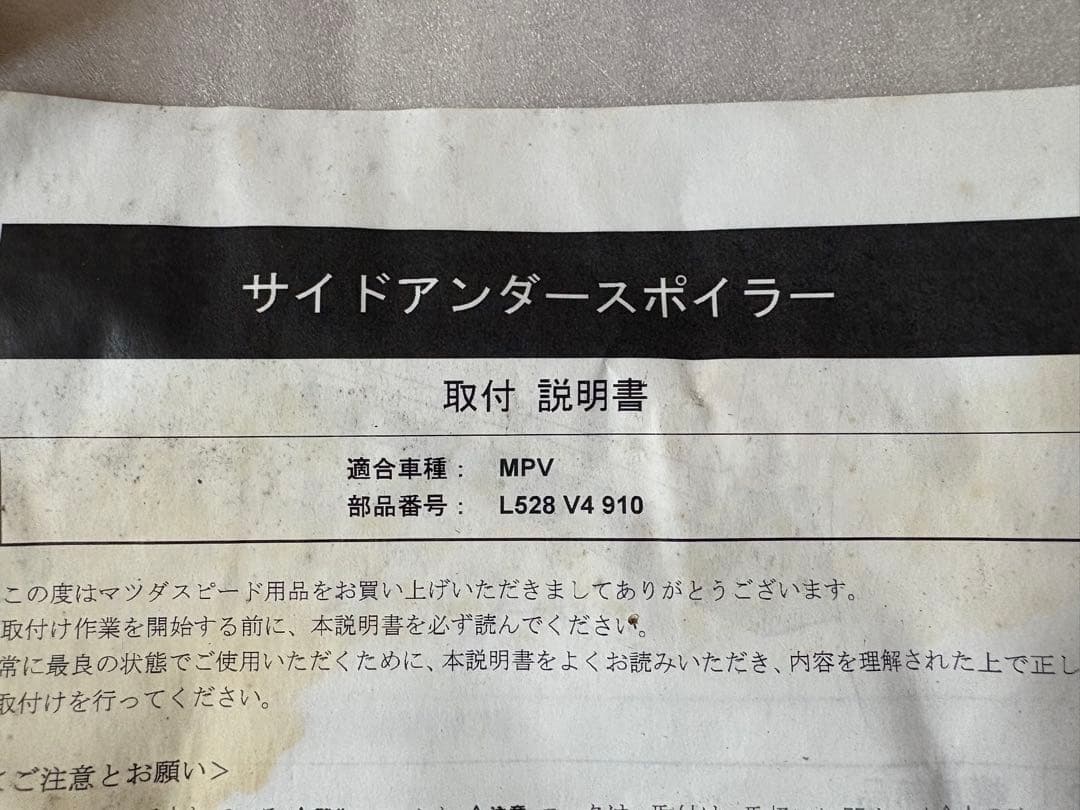 サイドアンダースポイラー
取付 説明書
適合車種： MPV
部品番号： L528 V4 910
この度はマツダスピード用品をお買い上げいただきましてありがとうございます。
取付け作業を開始する前に、本説明書を必ず読んでください。
常に最良の状態でご使用いただくために、本説明書をよくお読みいただき、内容を理解された上で正し
取付けを行ってください。
＜ご注意とお願い＞